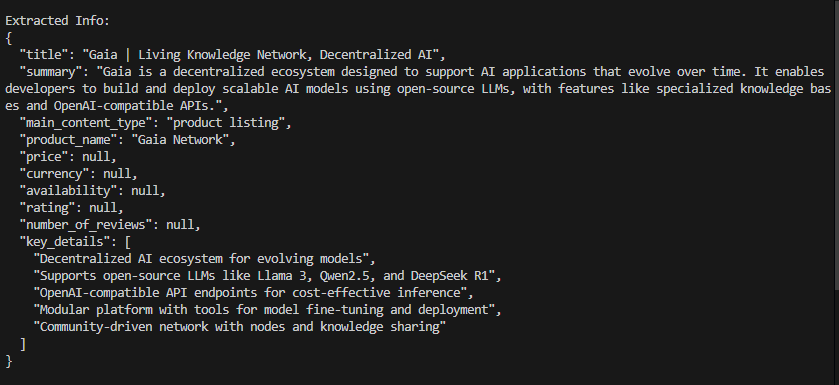 Extracted Info:
{
  "title": "Gaia | Living Knowledge Network, Decentralized AI",
  "summary": "Gaia is a decentralized ecosystem designed to support AI applications that evolve over time. It enables
developers to build and deploy scalable AI models using open-source LLMs, with features like specialized knowledge bas
es and OpenAI-compatible APIs.",
  "main_content_type": "product listing",
  "product_name": "Gaia Network",
  "price": null,
  "currency": null,
  "availability": null,
  "rating": null,
  "number_of_reviews": null,
  "key_details": [
    "Decentralized AI ecosystem for evolving models",
    "Supports open-source LLMs like Llama 3, Qwen2.5, and DeepSeek R1",
    "OpenAI-compatible API endpoints for cost-effective inference",
    "Modular platform with tools for model fine-tuning and deployment",
    "Community-driven network with nodes and knowledge sharing"
  ]
}